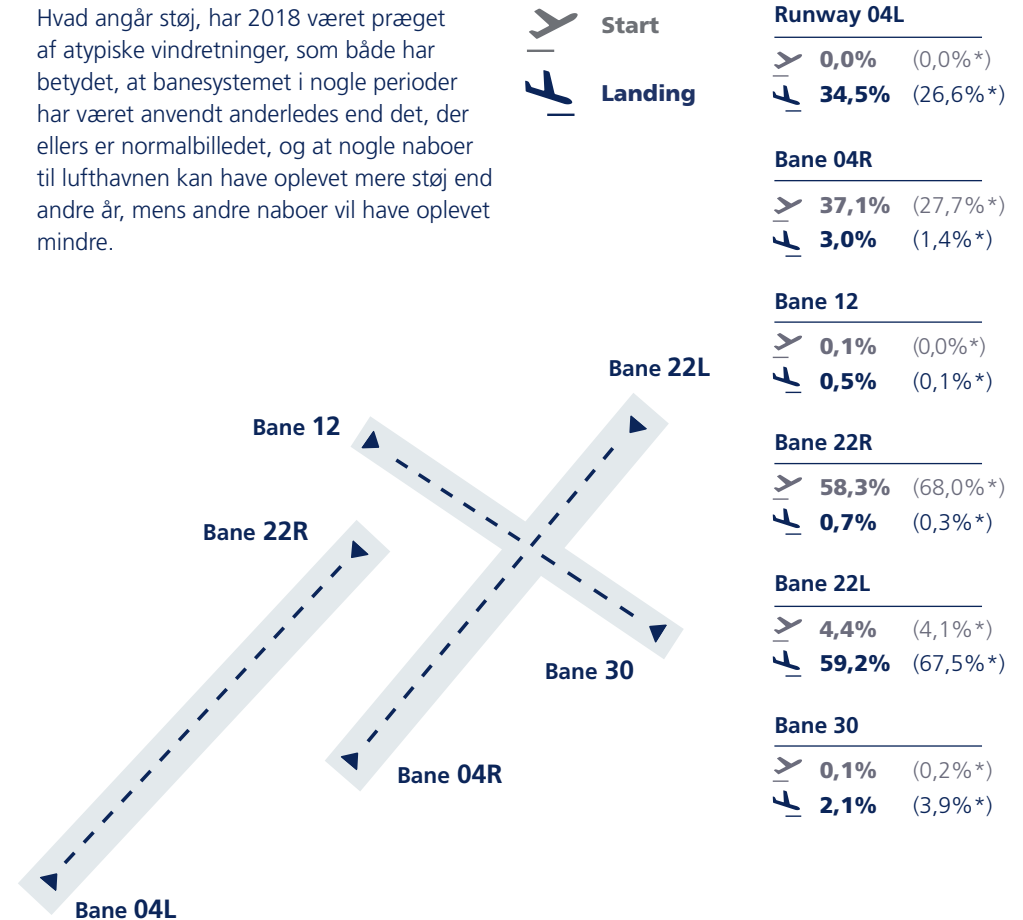 Hvad angår støj, har 2018 været præget
af atypiske vindretninger, som både har
betydet, at banesystemet i nogle perioder
har været anvendt anderledes end det, der
ellers er normalbilledet, og at nogle naboer
til lufthavnen kan have oplevet mere støj end
andre år, mens andre naboer vil have oplevet
mindre.
Start
Landing
Runway 04L
0,0% (0,0%*)
34,5% (26,6%*)
Bane 04R
37,1% (27,7%*)
3,0% (1,4%*)
Bane 12
0,1% (0,0%*)
0,5% (0,1%*)
Bane 22R
58,3% (68,0%*)
0,7% (0,3%*)
Bane 22L
4,4% (4,1%*)
59,2% (67,5%*)
Bane 30
0,1% (0,2%*)
2,1% (3,9%*)
Bane 22L
Bane 12
Bane 22R
Bane 30
Bane 04R
Bane 04L